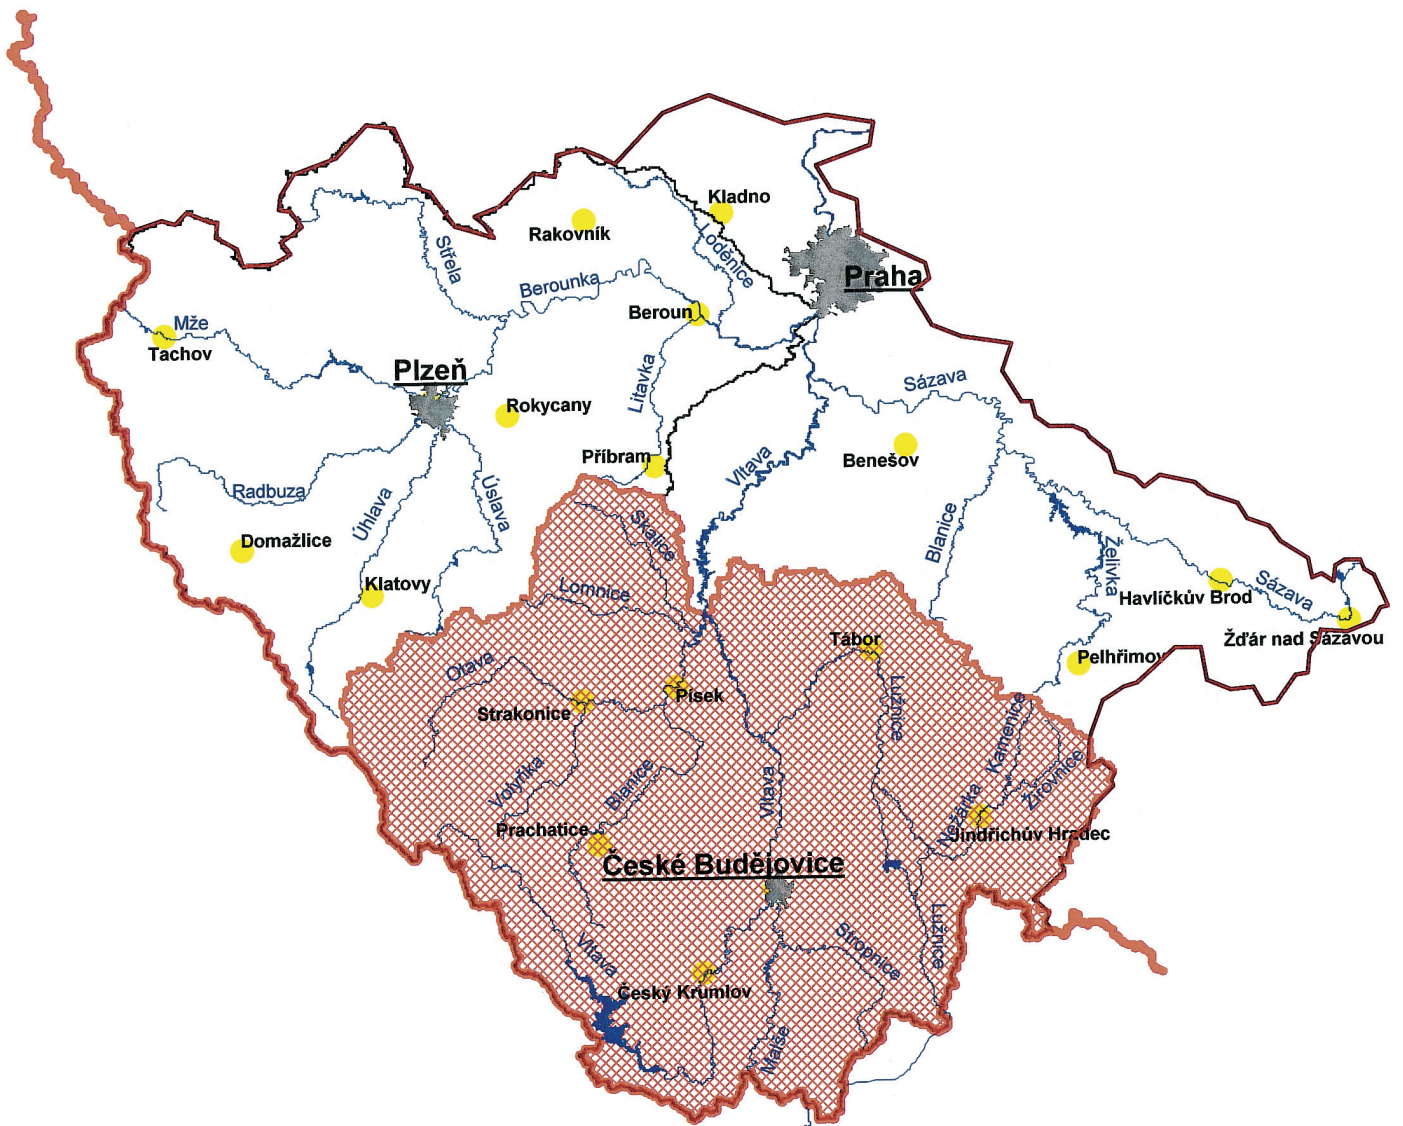 Kladno
Rakovník
Loděnice
Střela
Praha
Berounka
Beroun
Mže
Tachov
Plzeň
Litavka
Sázava
Rokycany
Příbram
Vltava
Benešov
Radbuza
Úhlava
Úslava
Skalice
Blanice
Domažlice
Želivka
Klatovy
Lomnice
Havlíčkův Brod
Sázava
Žďár nad Sázavou
Tábor
Pelhřimov
Otava
Písek
Strakonice
Lužnice
Kamenice
Žirovnice
Volyňka
Blanice
Vltava
Nežárka
Prachatice
Jindřichův Hradec
České Budějovice
Vltava
Stropnice
Lužnice
Český Krumlov
Malše